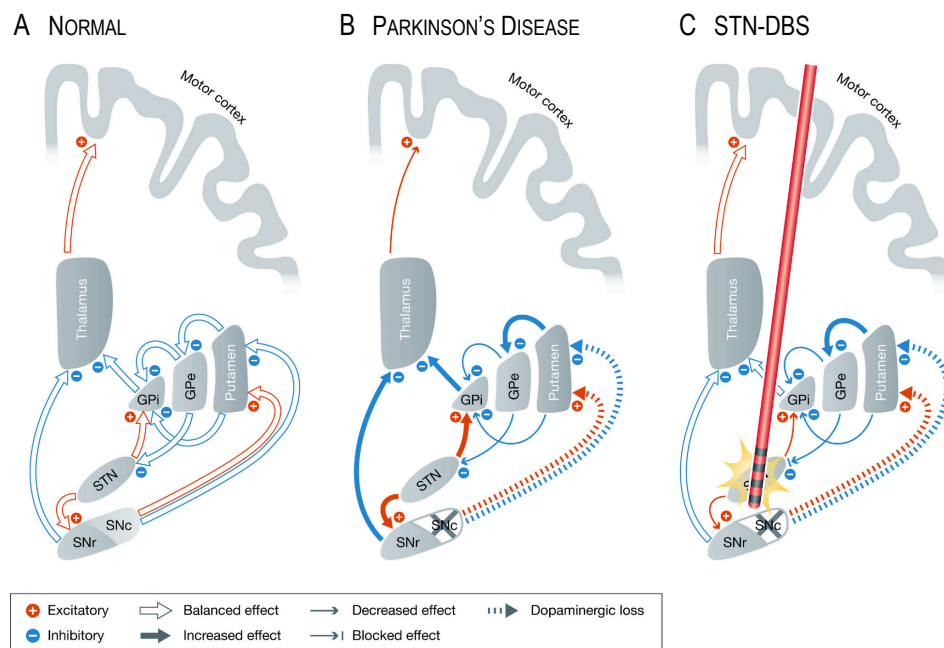 A NORMAL
Motor cortex
Thalamus
GPi
GPe
Putamen
STN
SNr
SNc
B PARKINSON'S DISEASE
Motor cortex
Thalamus
GPi
GPe
Putamen
STN
SNr
SNc
C STN-DBS
Motor cortex
Thalamus
GPi
GPe
Putamen
SNr
SNc
+ Excitatory
Balanced effect
Decreased effect
Dopaminergic loss
− Inhibitory
Increased effect
Blocked effect